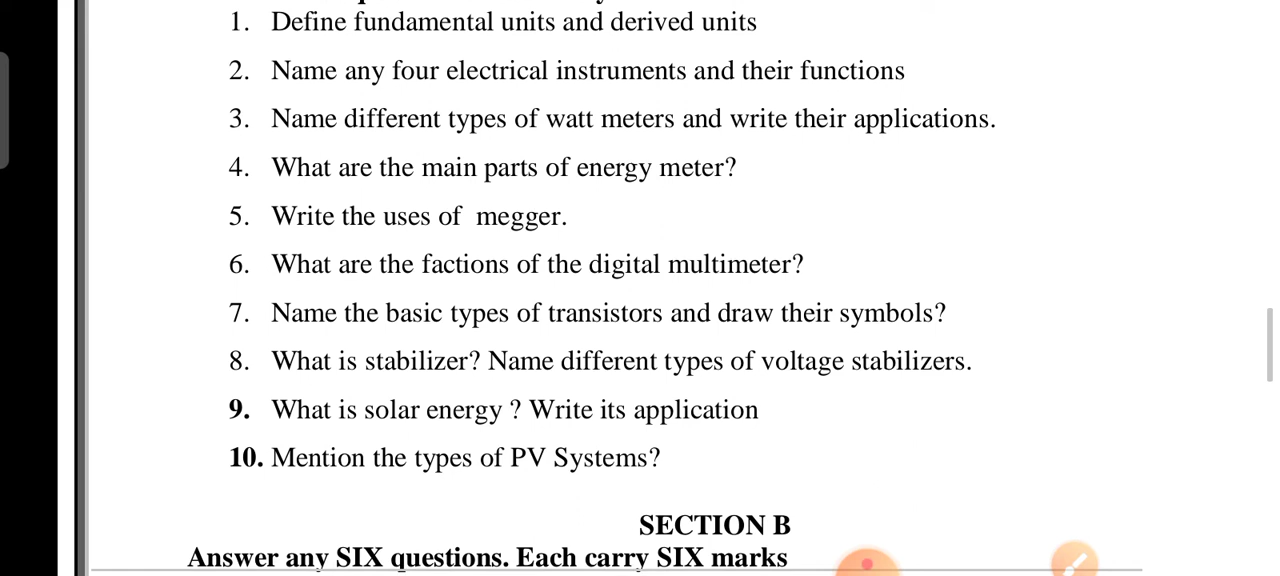 1. Define fundamental units and derived units
2. Name any four electrical instruments and their functions
3. Name different types of watt meters and write their applications.
4. What are the main parts of energy meter?
5. Write the uses of megger.
6. What are the factions of the digital multimeter?
7. Name the basic types of transistors and draw their symbols?
8. What is stabilizer? Name different types of voltage stabilizers.
9. What is solar energy ? Write its application
10. Mention the types of PV Systems?
SECTION B
Answer any SIX questions. Each carry SIX marks